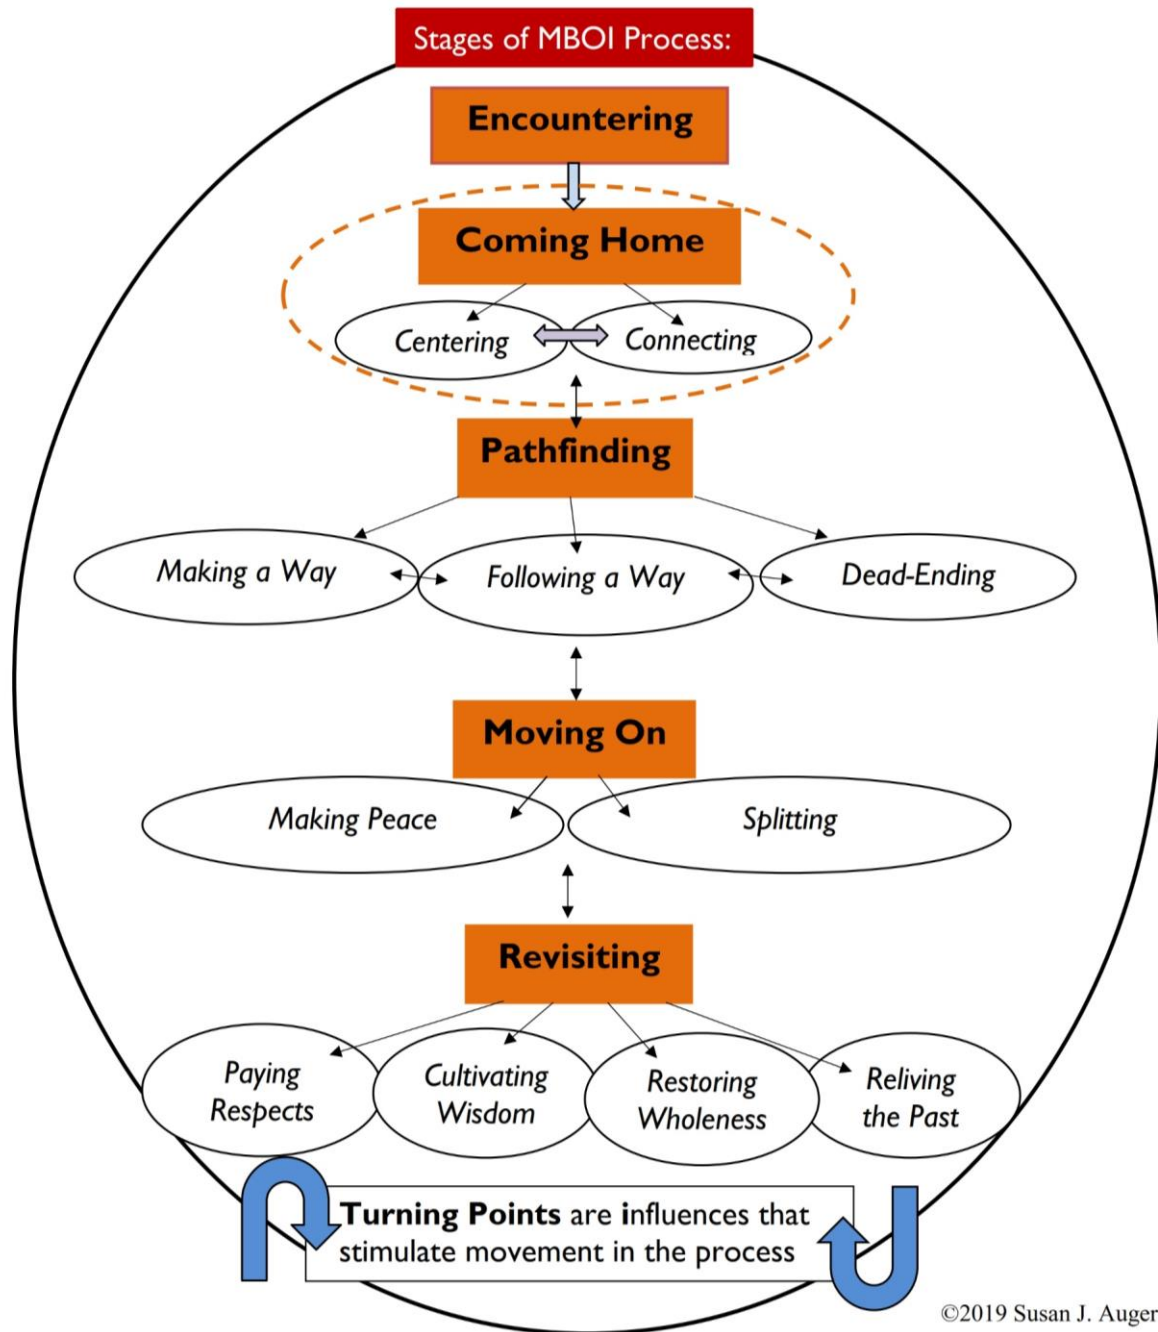 Stages of MBOI Process:
Encountering
Coming Home
Centering
Connecting
Pathfinding
Making a Way
Following a Way
Dead-Ending
Moving On
Making Peace
Splitting
Revisiting
Paying
Respects
Cultivating
Wisdom
Restoring
Wholeness
Reliving
the Past
Turning Points are influences that
stimulate movement in the process
©2019 Susan J. Auger